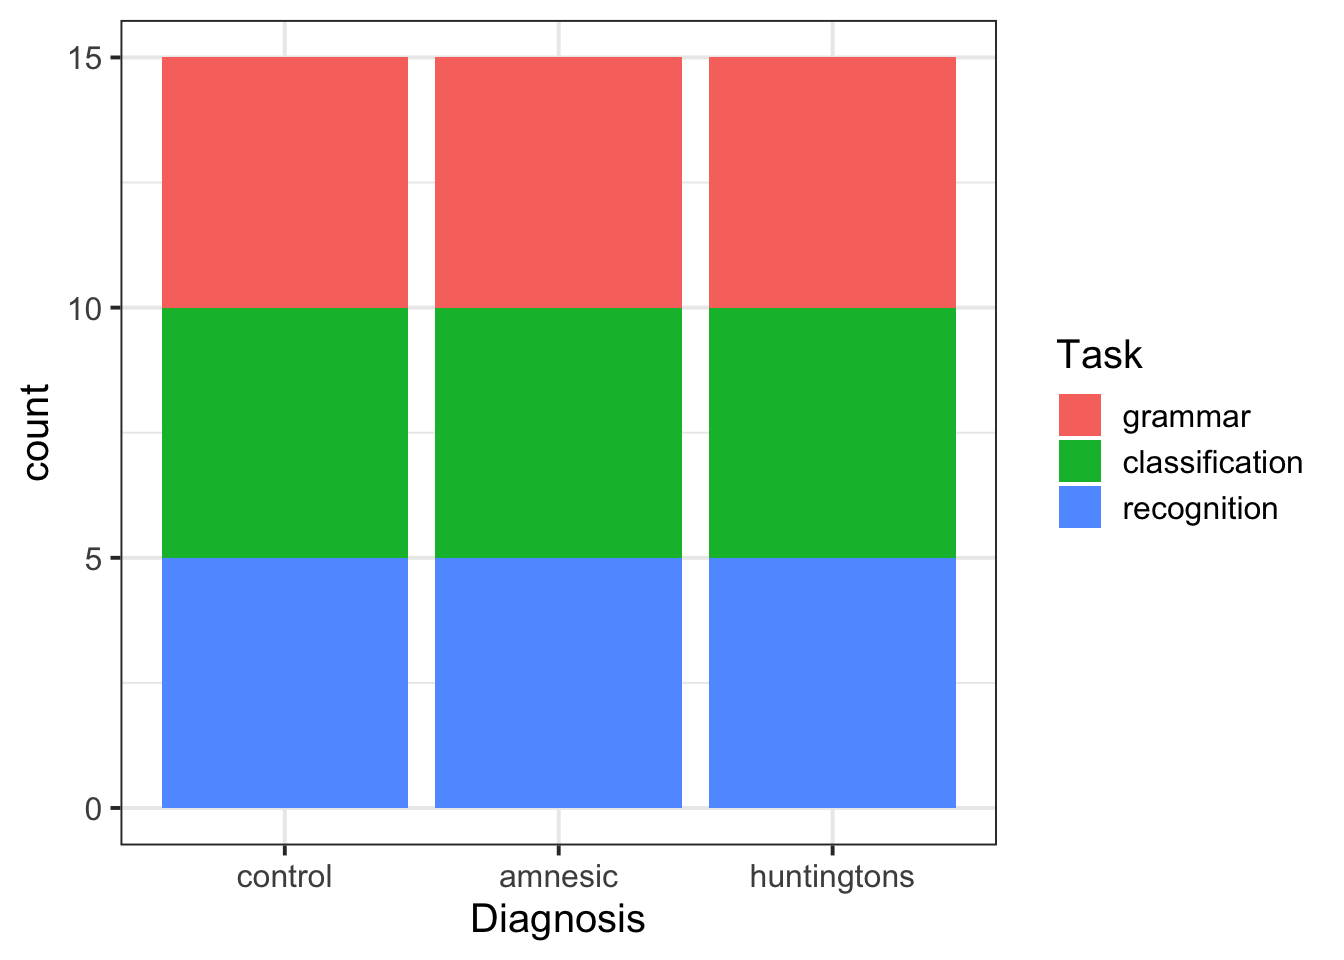 15
10
5
0
count
control amnesic huntingtons
Diagnosis
Task
grammar
classification
recognition